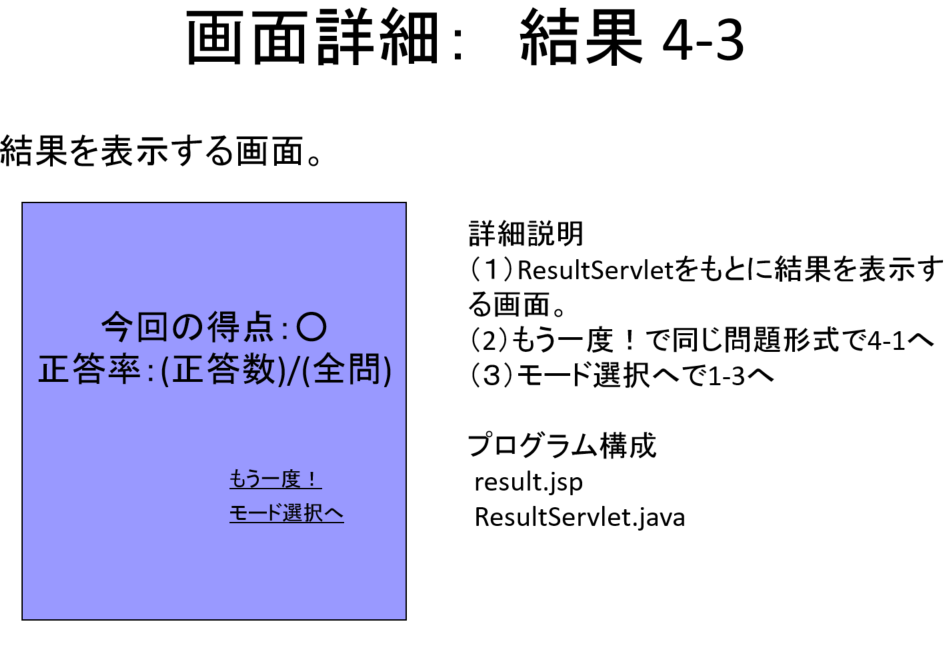 画面詳細： 結果 4-3
結果を表示する画面。
今回の得点：〇
正答率：(正答数)/(全問)
もう一度！
モード選択へ
詳細説明
（１）ResultServletをもとに結果を表示す
る画面。
（2）もう一度！で同じ問題形式で4-1へ
（３）モード選択へで1-3へ
プログラム構成
result.jsp
ResultServlet.java